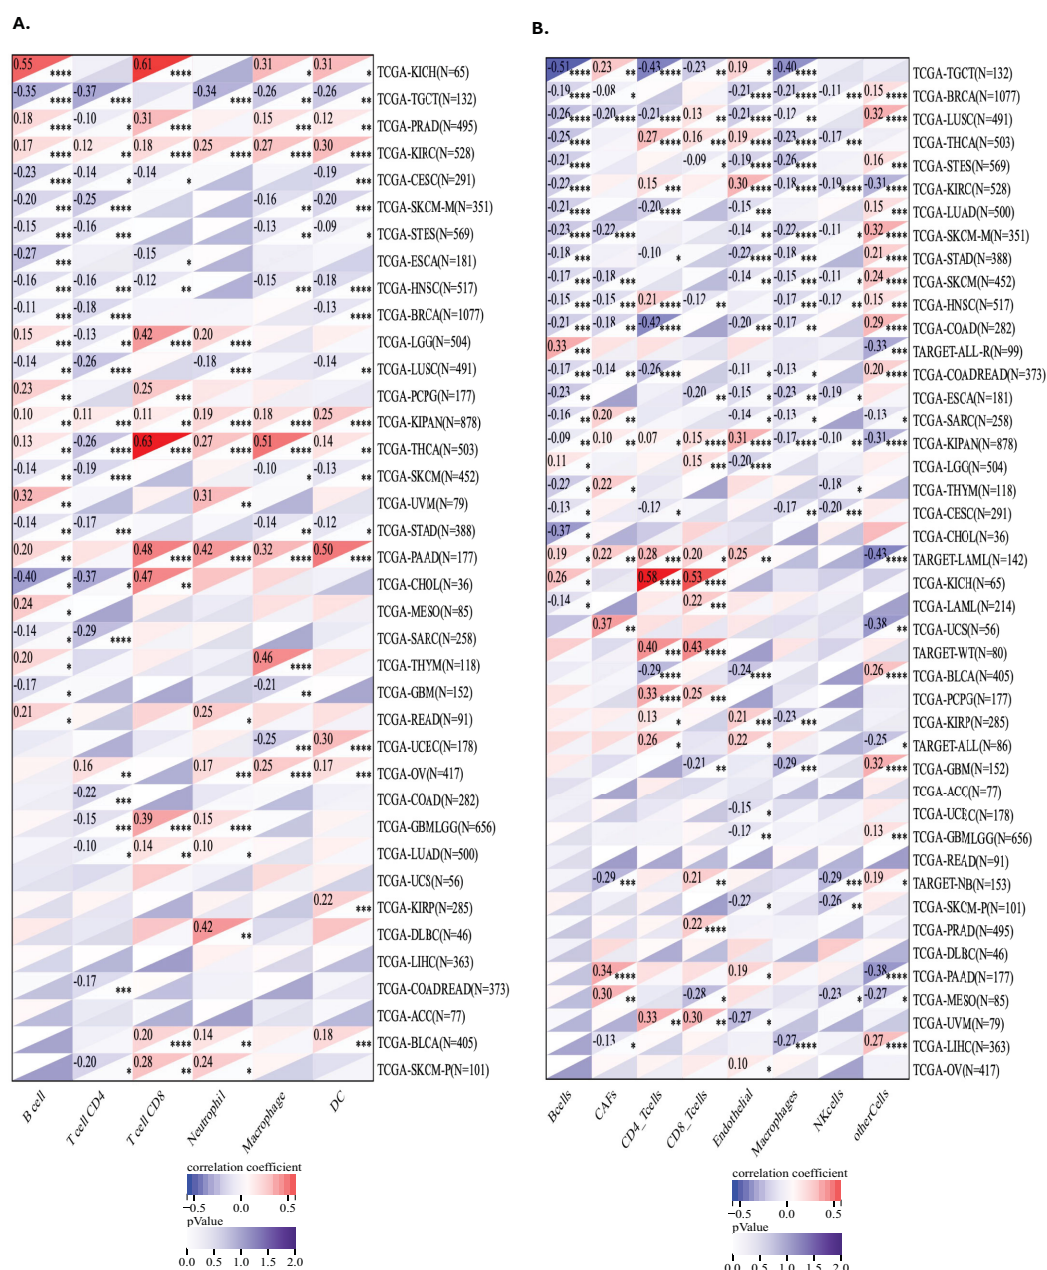 A.
0.55 **** 0.61 **** 0.31 * 0.31 * TCGA-KICH(N=65)
-0.35 **** -0.37 **** -0.34 **** -0.26 ** -0.26 ** TCGA-TGCT(N=132)
0.18 **** -0.10 * 0.31 **** 0.15 *** 0.12 ** TCGA-PRAD(N=495)
0.17 **** 0.12 ** 0.18 **** 0.25 **** 0.27 **** 0.30 **** TCGA-KIRC(N=528)
-0.23 **** -0.14 * -0.14 * -0.19 *** TCGA-CESC(N=291)
-0.20 *** -0.25 **** -0.16 ** -0.20 *** TCGA-SKCM-M(N=351)
-0.15 *** -0.16 *** -0.13 ** -0.09 * TCGA-STES(N=569)
-0.27 *** -0.15 * TCGA-ESCA(N=181)
-0.16 *** -0.16 *** -0.12 ** -0.15 *** -0.18 **** TCGA-HNSC(N=517)
-0.11 *** -0.18 **** -0.13 **** TCGA-BRCA(N=1077)
0.15 *** -0.13 ** 0.42 **** 0.20 **** TCGA-LGG(N=504)
-0.14 ** -0.26 **** -0.18 **** -0.14 ** TCGA-LUSC(N=491)
0.23 ** 0.25 *** TCGA-PCPG(N=177)
0.10 ** 0.11 *** 0.11 ** 0.19 **** 0.18 **** 0.25 **** TCGA-KIPAN(N=878)
0.13 ** -0.26 **** 0.63 **** 0.27 **** 0.51 **** 0.14 ** TCGA-THCA(N=503)
-0.14 ** -0.19 **** -0.10 * -0.13 ** TCGA-SKCM(N=452)
0.32 ** 0.31 ** TCGA-UVM(N=79)
-0.14 ** -0.17 *** -0.14 ** -0.12 * TCGA-STAD(N=388)
0.20 ** 0.48 **** 0.42 **** 0.32 **** 0.50 **** TCGA-PAAD(N=177)
-0.40 * -0.37 * 0.47 ** TCGA-CHOL(N=36)
0.24 * TCGA-MESO(N=85)
-0.14 * -0.29 **** TCGA-SARC(N=258)
0.20 * 0.46 **** TCGA-THYM(N=118)
-0.17 * -0.21 ** TCGA-GBM(N=152)
0.21 * 0.25 * TCGA-READ(N=91)
-0.25 *** 0.30 **** TCGA-UCEC(N=178)
0.16 ** 0.17 *** 0.25 **** 0.17 *** TCGA-OV(N=417)
-0.22 *** TCGA-COAD(N=282)
-0.15 *** 0.39 **** 0.15 **** TCGA-GBMLGG(N=656)
-0.10 * 0.14 ** 0.10 * TCGA-LUAD(N=500)
TCGA-UCS(N=56)
0.22 *** TCGA-KIRP(N=285)
0.42 ** TCGA-DLBC(N=46)
TCGA-LIHC(N=363)
-0.17 *** TCGA-COADREAD(N=373)
TCGA-ACC(N=77)
0.20 **** 0.14 ** 0.18 *** TCGA-BLCA(N=405)
-0.20 * 0.28 ** 0.24 * TCGA-SKCM-P(N=101)
B cell T cell CD4 T cell CD8 Neutrophil Macrophage DC
correlation coefficient
−0.5 0.0 0.5
pValue
0.0 0.5 1.0 1.5 2.0
B.
-0.51 **** 0.23 ** -0.43 **** -0.23 ** 0.19 * -0.40 **** TCGA-TGCT(N=132)
-0.19 **** -0.08 * -0.21 **** -0.21 **** -0.11 *** 0.15 **** TCGA-BRCA(N=1077)
-0.26 **** -0.20 **** -0.21 **** 0.13 ** -0.21 **** -0.12 ** 0.32 **** TCGA-LUSC(N=491)
-0.25 **** 0.27 **** 0.16 *** 0.19 **** -0.23 **** -0.17 *** TCGA-THCA(N=503)
-0.21 **** -0.09 * -0.19 **** -0.26 **** 0.16 *** TCGA-STES(N=569)
-0.22 **** 0.15 *** 0.30 **** -0.18 **** -0.19 **** -0.31 **** TCGA-KIRC(N=528)
-0.21 **** -0.20 **** -0.15 *** 0.15 *** TCGA-LUAD(N=500)
-0.23 **** -0.22 **** -0.14 ** -0.22 **** -0.11 * 0.32 **** TCGA-SKCM-M(N=351)
-0.18 *** -0.10 * -0.22 **** -0.18 *** 0.21 **** TCGA-STAD(N=388)
-0.17 *** -0.18 *** -0.14 ** -0.15 *** -0.11 * 0.24 **** TCGA-SKCM(N=452)
-0.15 *** -0.15 *** 0.21 **** -0.12 ** -0.17 *** -0.12 ** 0.15 *** TCGA-HNSC(N=517)
-0.21 *** -0.18 ** -0.42 **** -0.20 *** -0.17 ** 0.29 **** TCGA-COAD(N=282)
0.33 *** -0.33 *** TARGET-ALL-R(N=99)
-0.17 *** -0.14 ** -0.26 **** -0.11 * -0.13 * 0.20 **** TCGA-COADREAD(N=373)
-0.23 ** -0.20 ** -0.15 * -0.23 ** -0.19 * TCGA-ESCA(N=181)
-0.16 ** 0.20 ** -0.14 * -0.13 * -0.13 * TCGA-SARC(N=258)
-0.09 ** 0.10 ** 0.07 * 0.15 **** 0.31 **** -0.17 **** -0.10 ** -0.31 **** TCGA-KIPAN(N=878)
0.11 * 0.15 *** -0.20 **** TCGA-LGG(N=504)
-0.22 * 0.22 * -0.18 * TCGA-THYM(N=118)
-0.13 * -0.12 * -0.17 ** -0.20 *** TCGA-CESC(N=291)
-0.37 * TCGA-CHOL(N=36)
0.19 * 0.22 ** 0.28 *** 0.20 * 0.25 ** -0.43 **** TARGET-LAML(N=142)
0.26 * 0.58 **** 0.53 **** TCGA-KICH(N=65)
-0.14 * 0.22 *** TCGA-LAML(N=214)
0.37 ** -0.38 ** TCGA-UCS(N=56)
0.40 *** 0.43 **** TARGET-WT(N=80)
-0.29 **** -0.24 **** 0.26 **** TCGA-BLCA(N=405)
0.33 **** 0.25 *** TCGA-PCPG(N=177)
0.13 * 0.21 *** -0.23 *** TCGA-KIRP(N=285)
0.26 * 0.22 * -0.25 * TARGET-ALL(N=86)
-0.21 ** -0.29 *** 0.32 **** TCGA-GBM(N=152)
TCGA-ACC(N=77)
-0.15 * TCGA-UCEC(N=178)
-0.12 ** 0.13 *** TCGA-GBMLGG(N=656)
TCGA-READ(N=91)
-0.29 *** 0.21 ** -0.29 *** 0.19 * TARGET-NB(N=153)
-0.22 * -0.26 ** TCGA-SKCM-P(N=101)
0.22 **** TCGA-PRAD(N=495)
TCGA-DLBC(N=46)
0.34 **** 0.19 * -0.38 **** TCGA-PAAD(N=177)
0.30 ** -0.28 * -0.23 * -0.27 * TCGA-MESO(N=85)
0.33 ** 0.30 ** -0.27 * TCGA-UVM(N=79)
-0.13 * -0.27 **** 0.27 **** TCGA-LIHC(N=363)
0.10 * TCGA-OV(N=417)
Bcells CAFs CD4_Tcells CD8_Tcells Endothelial Macrophages NKcells otherCells
correlation coefficient
−0.5 0.0 0.5
pValue
0.0 0.5 1.0 1.5 2.0